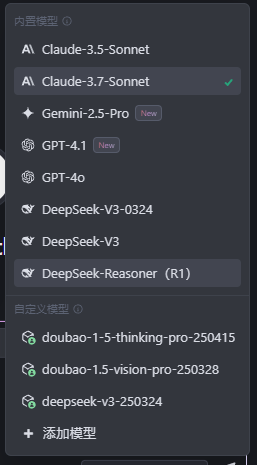 内置模型
Claude-3.5-Sonnet
Claude-3.7-Sonnet
Gemini-2.5-Pro New
GPT-4.1 New
GPT-4o
DeepSeek-V3-0324
DeepSeek-V3
DeepSeek-Reasoner（R1）
自定义模型
doubao-1-5-thinking-pro-250415
doubao-1.5-vision-pro-250328
deepseek-v3-250324
添加模型